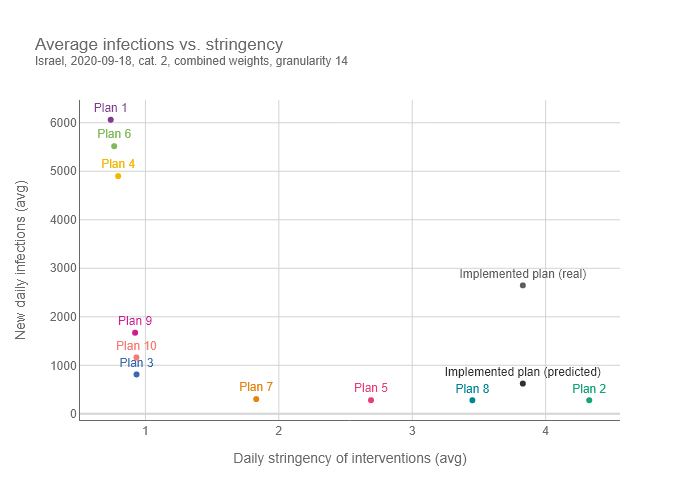 Average infections vs. stringency
Israel, 2020-09-18, cat. 2, combined weights, granularity 14
Plan 1
6000
Plan 6
Plan 4
5000
4000
3000
Implemented plan (real)
2000
Plan 9
Plan 10
Plan 3
1000
Implemented plan (predicted)
Plan 7
Plan 5
Plan 8
Plan 2
0
1
2
3
4
New daily infections (avg)
Daily stringency of interventions (avg)